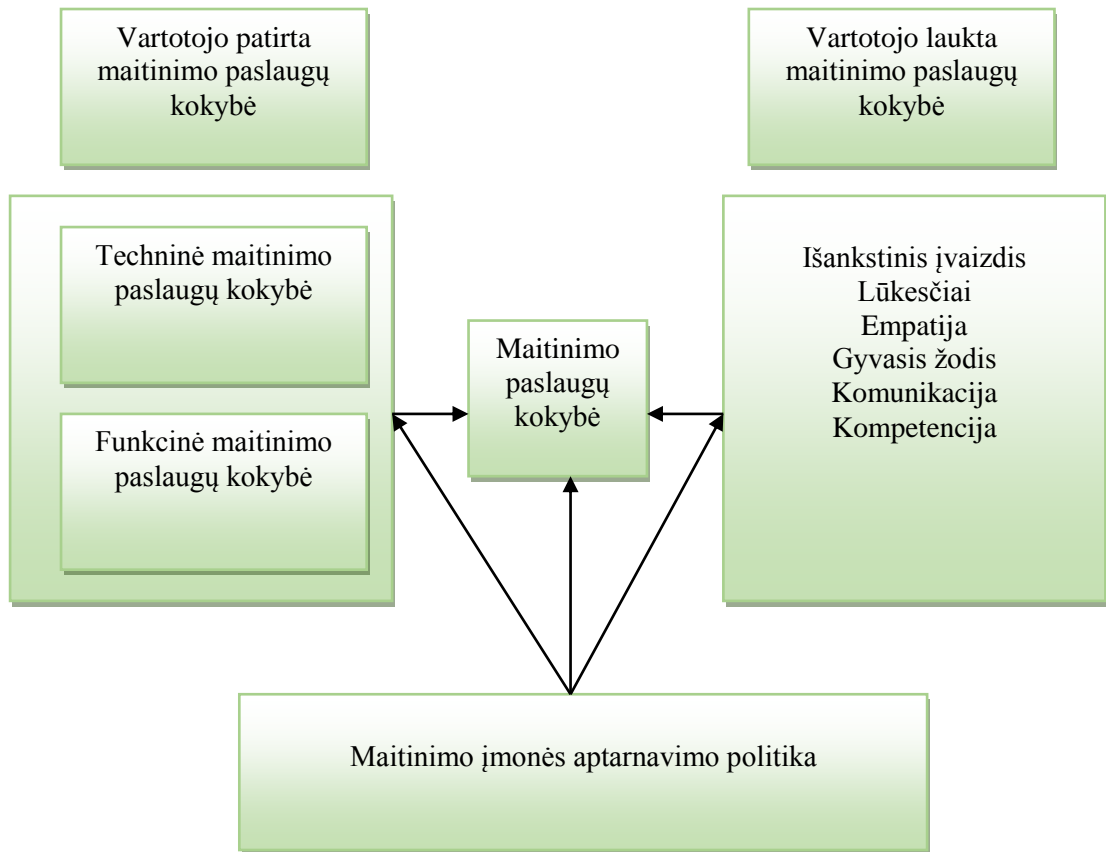 Vartotojo patirta
maitinimo paslaugų
kokybė
Vartotojo laukta
maitinimo paslaugų
kokybė
Techninė maitinimo
paslaugų kokybė
Funkcinė maitinimo
paslaugų kokybė
Maitinimo
paslaugų
kokybė
Išankstinis įvaizdis
Lūkesčiai
Empatija
Gyvasis žodis
Komunikacija
Kompetencija
Maitinimo įmonės aptarnavimo politika